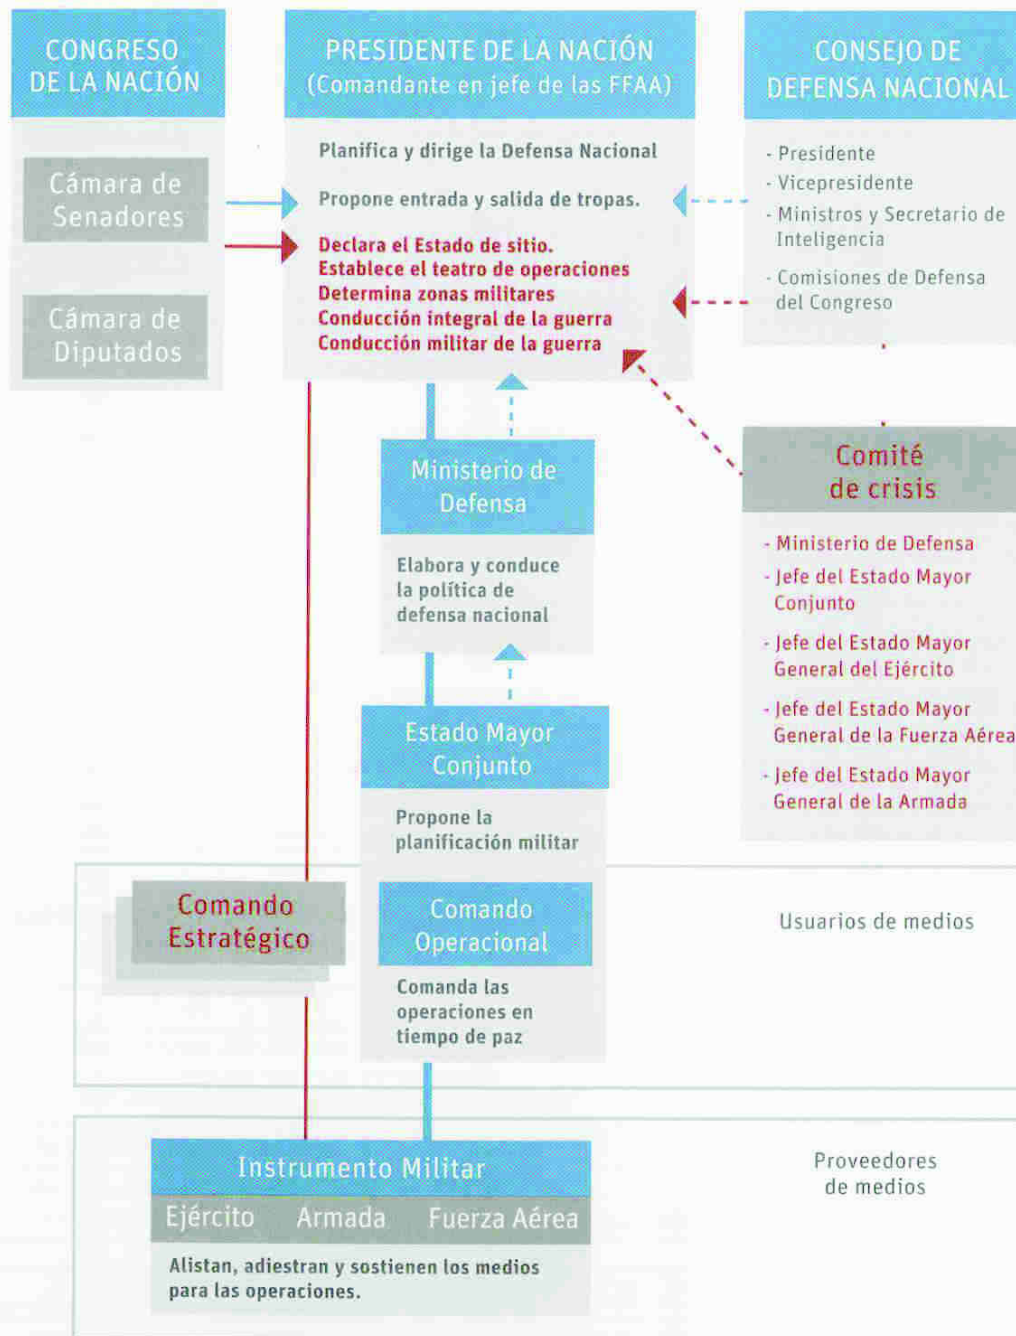 CONGRESO
DE LA NACIÓN
Cámara de
Senadores
Cámara de
Diputados
PRESIDENTE DE LA NACIÓN
(Comandante en jefe de las FFAA)
Planifica y dirige la Defensa Nacional
Propone entrada y salida de tropas.
Declara el Estado de sitio.
Establece el teatro de operaciones
Determina zonas militares
Conducción integral de la guerra
Conducción militar de la guerra
CONSEJO DE
DEFENSA NACIONAL
- Presidente
- Vicepresidente
- Ministros y Secretario de
Inteligencia
- Comisiones de Defensa
del Congreso
Ministerio de
Defensa
Elabora y conduce
la política de
defensa nacional
Comité
de crisis
- Ministerio de Defensa
- Jefe del Estado Mayor
Conjunto
- Jefe del Estado Mayor
General del Ejército
- Jefe del Estado Mayor
General de la Fuerza Aérea
- Jefe del Estado Mayor
General de la Armada
Estado Mayor
Conjunto
Propone la
planificación militar
Comando
Estratégico
Comando
Operacional
Comanda las
operaciones en
tiempo de paz
Usuarios de medios
Instrumento Militar
Ejército Armada Fuerza Aérea
Alistan, adiestran y sostienen los medios
para las operaciones.
Proveedores
de medios